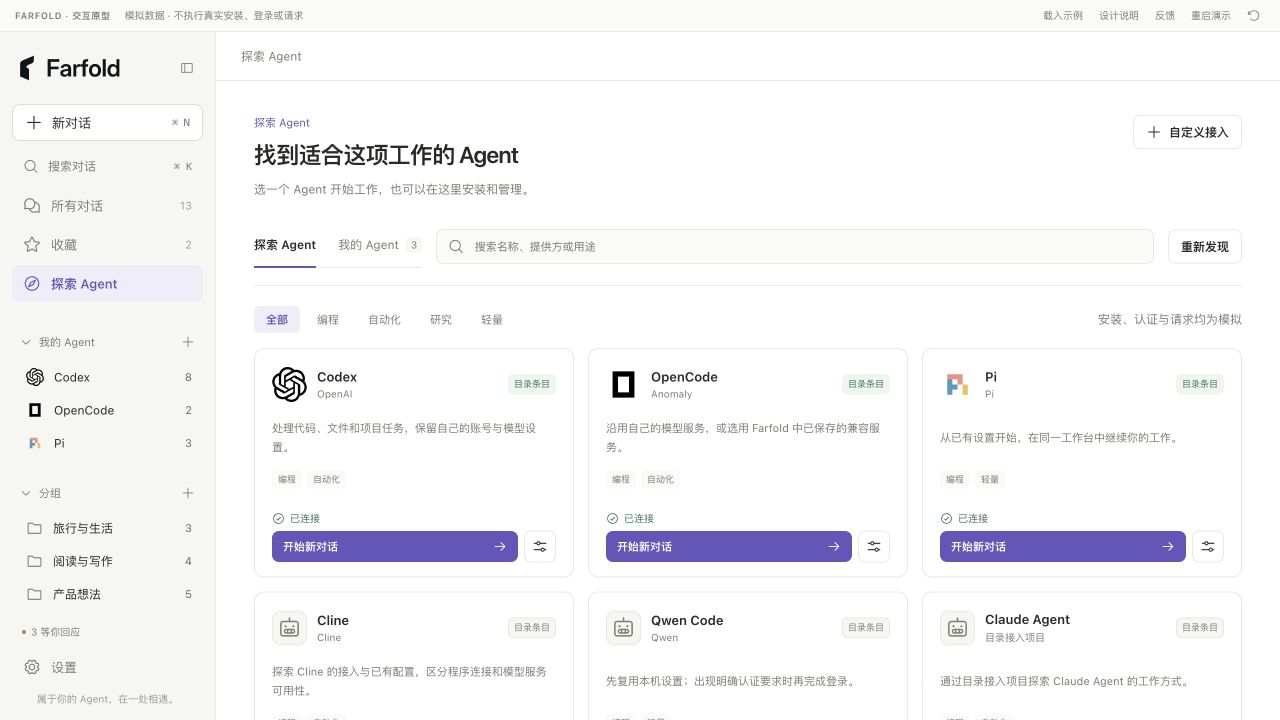 FARFOLD · 交互原型 模拟数据 · 不执行真实安装、登录或请求
载入示例 设计说明 反馈 重启演示
Farfold
新对话 ⌘ N
搜索对话 ⌘ K
所有对话 13
收藏 2
探索 Agent
我的 Agent
Codex 8
OpenCode 2
Pi 3
分组
旅行与生活 3
阅读与写作 4
产品想法 5
3 等你回应
设置
属于你的 Agent，在一处相遇。
探索 Agent
探索 Agent
找到适合这项工作的 Agent
选一个 Agent 开始工作，也可以在这里安装和管理。
自定义接入
探索 Agent 我的 Agent 3
搜索名称、提供方或用途
重新发现
全部 编程 自动化 研究 轻量
安装、认证与请求均为模拟
Codex
OpenAI
目录条目
处理代码、文件和项目任务，保留自己的账号与模型设
置。
编程 自动化
已连接
开始新对话
OpenCode
Anomaly
目录条目
沿用自己的模型服务，或选用 Farfold 中已保存的兼容服
务。
编程 自动化
已连接
开始新对话
Pi
Pi
目录条目
从已有设置开始，在同一工作台中继续你的工作。
编程 轻量
已连接
开始新对话
Cline
Cline
目录条目
探索 Cline 的接入与已有配置，区分程序连接和模型服务
可用性。
Qwen Code
Qwen
目录条目
先复用本机设置；出现明确认证要求时再完成登录。
Claude Agent
目录接入项目
目录条目
通过目录接入项目探索 Claude Agent 的工作方式。